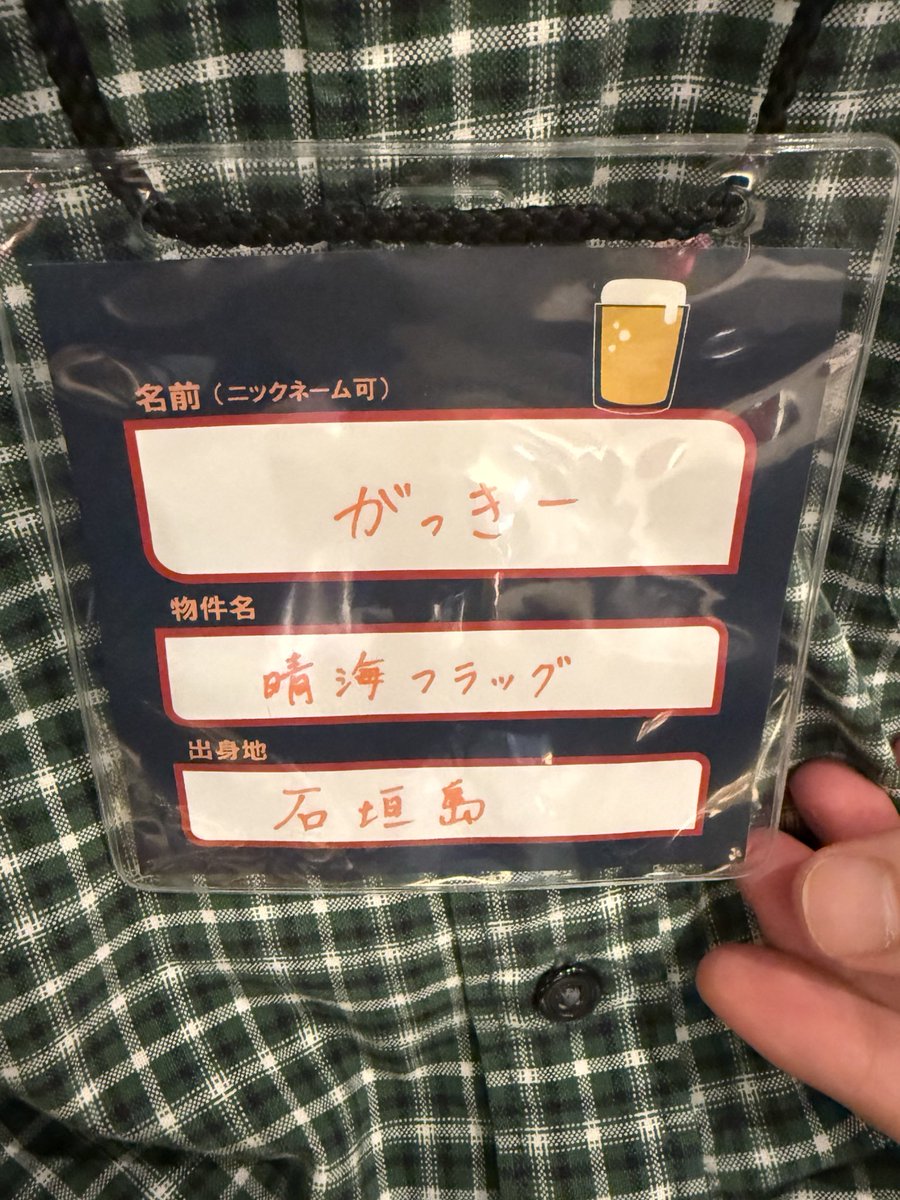 名前（ニックネーム可）
がっきー
物件名
晴海フラッグ
出身地
石垣島